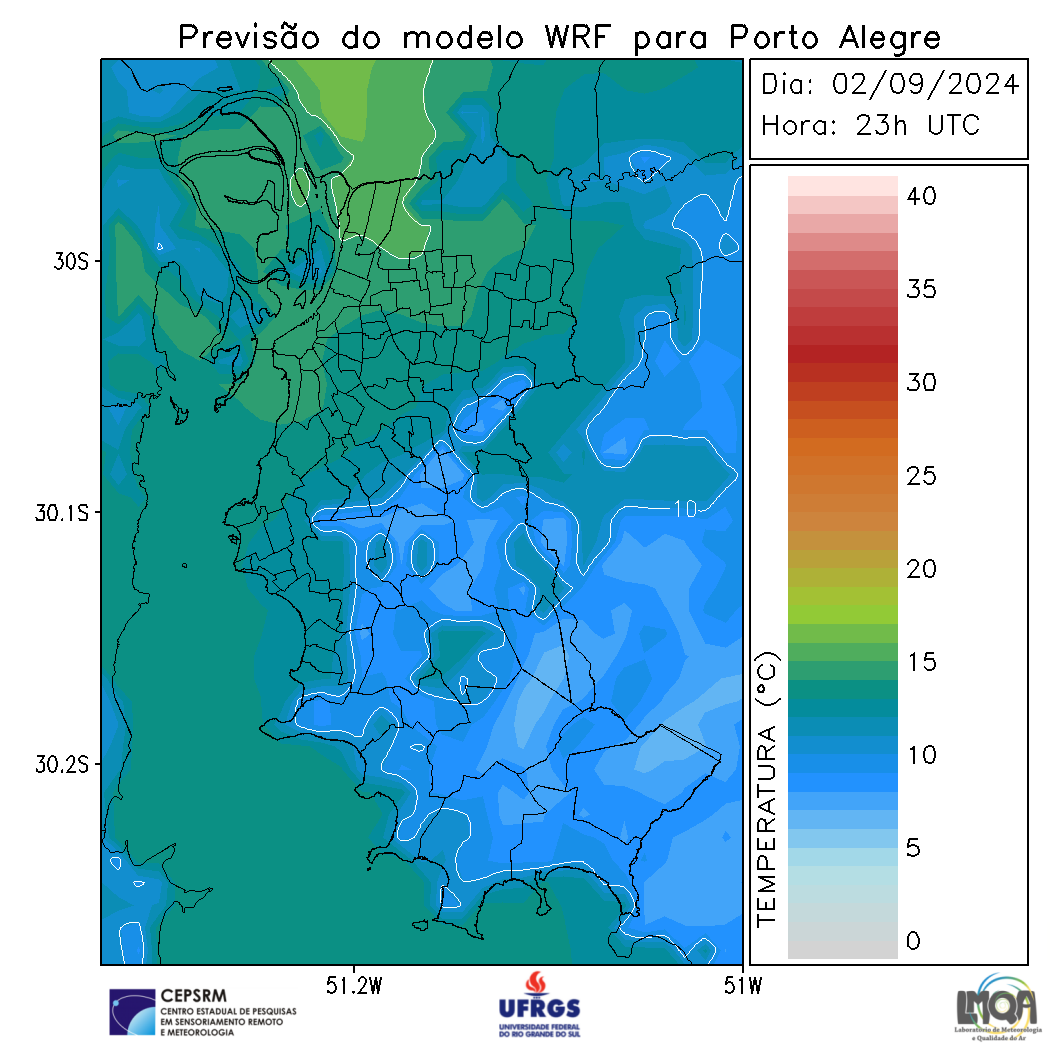 Previsão do modelo WRF para Porto Alegre
Dia: 02/09/2024
Hora: 23h UTC
40
35
30
25
20
15
10
5
0
TEMPERATURA (°C)
30S
30.1S
30.2S
10
51.2W
51W
CEPSRM
CENTRO ESTADUAL DE PESQUISAS
EM SENSORIAMENTO REMOTO
E METEOROLOGIA
UFRGS
UNIVERSIDADE FEDERAL
DO RIO GRANDE DO SUL
LMQA
Laboratório de Meteorologia
e Qualidade do Ar